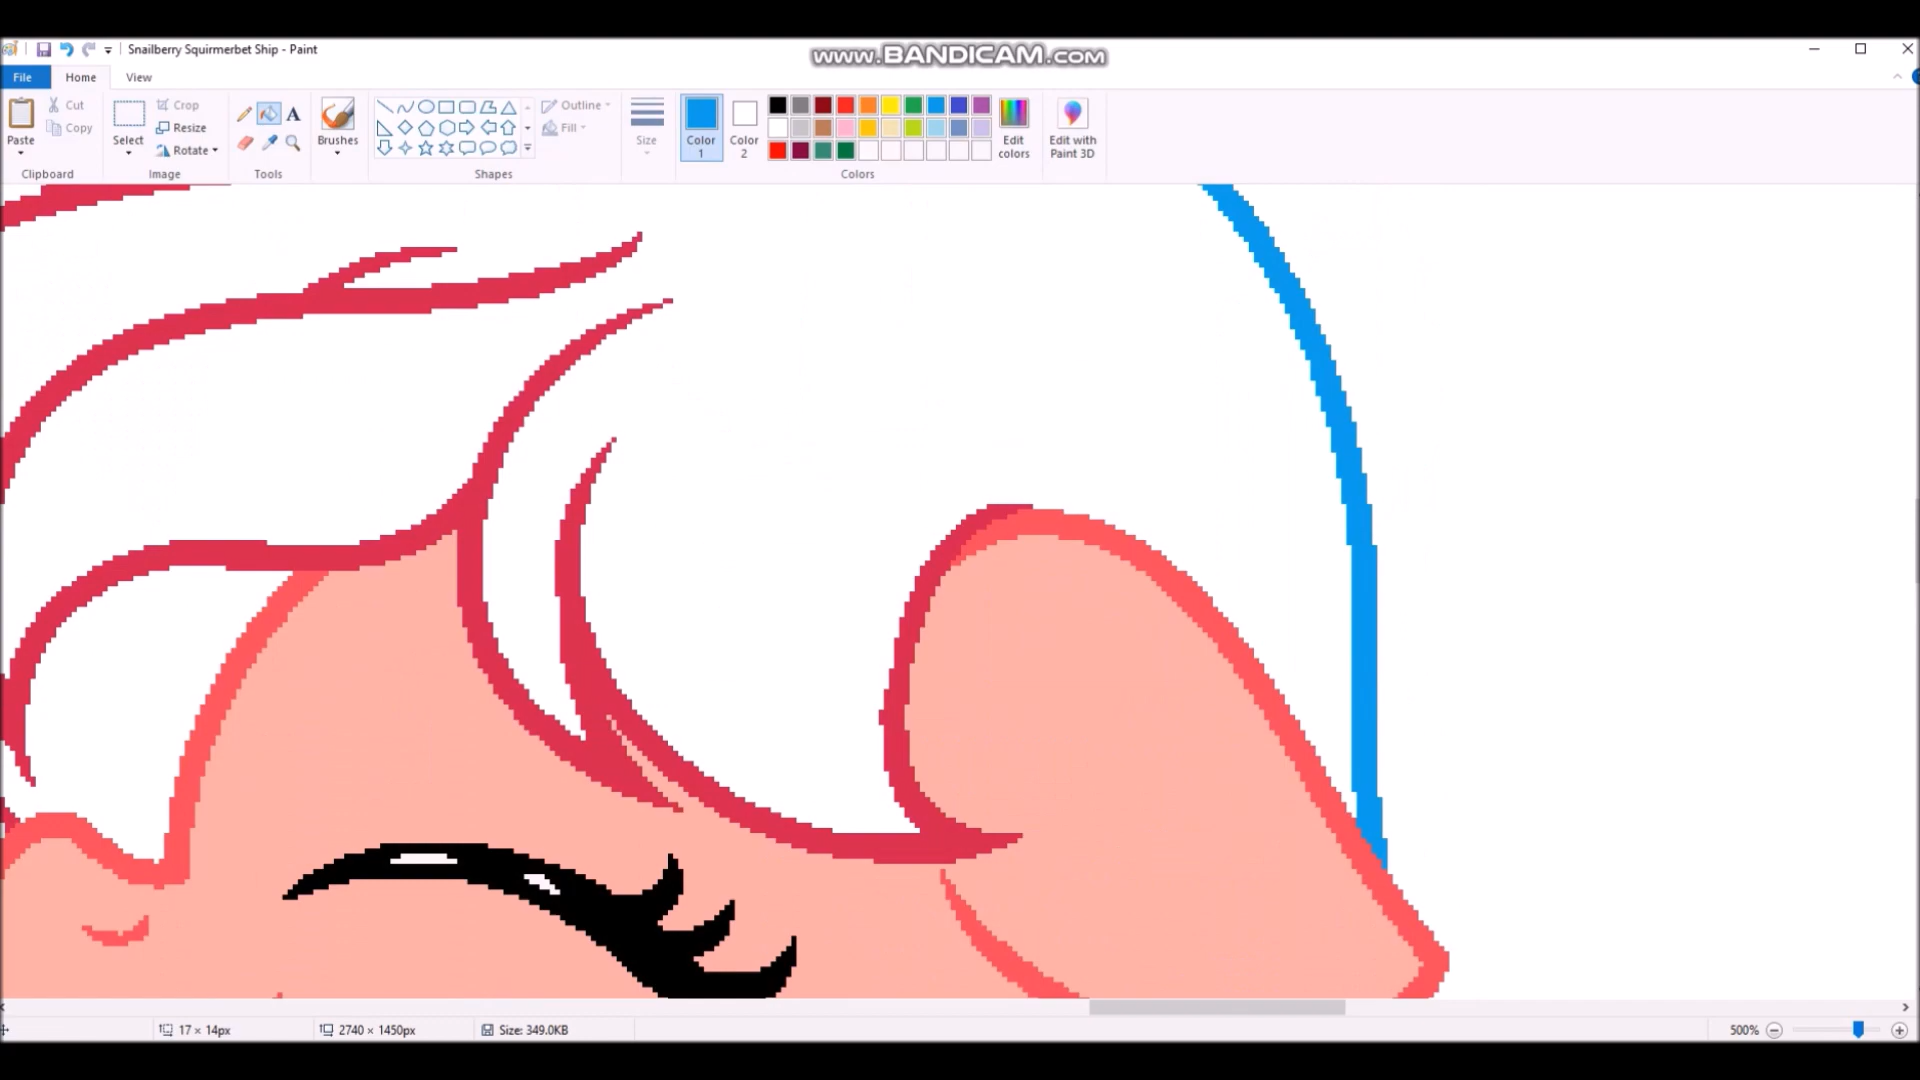 Snailberry Squirmerbet Ship - Paint
www.BANDICAM.com
File Home View
Paste
Cut
Copy
Clipboard
Select
Crop
Resize
Rotate
Image
A
Tools
Brushes
Outline
Fill
Shapes
Size
Color 1
Color 2
Edit colors
Edit with Paint 3D
Colors
17 × 14px
2740 × 1450px
Size: 349.0KB
500%